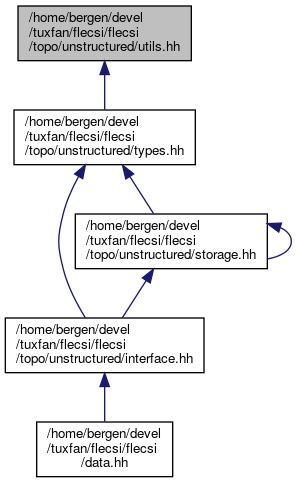 /home/bergen/devel
/tuxfan/flecsi/flecsi
/topo/unstructured/utils.hh
/home/bergen/devel
/tuxfan/flecsi/flecsi
/topo/unstructured/types.hh
/home/bergen/devel
/tuxfan/flecsi/flecsi
/topo/unstructured/storage.hh
/home/bergen/devel
/tuxfan/flecsi/flecsi
/topo/unstructured/interface.hh
/home/bergen/devel
/tuxfan/flecsi/flecsi
/data.hh